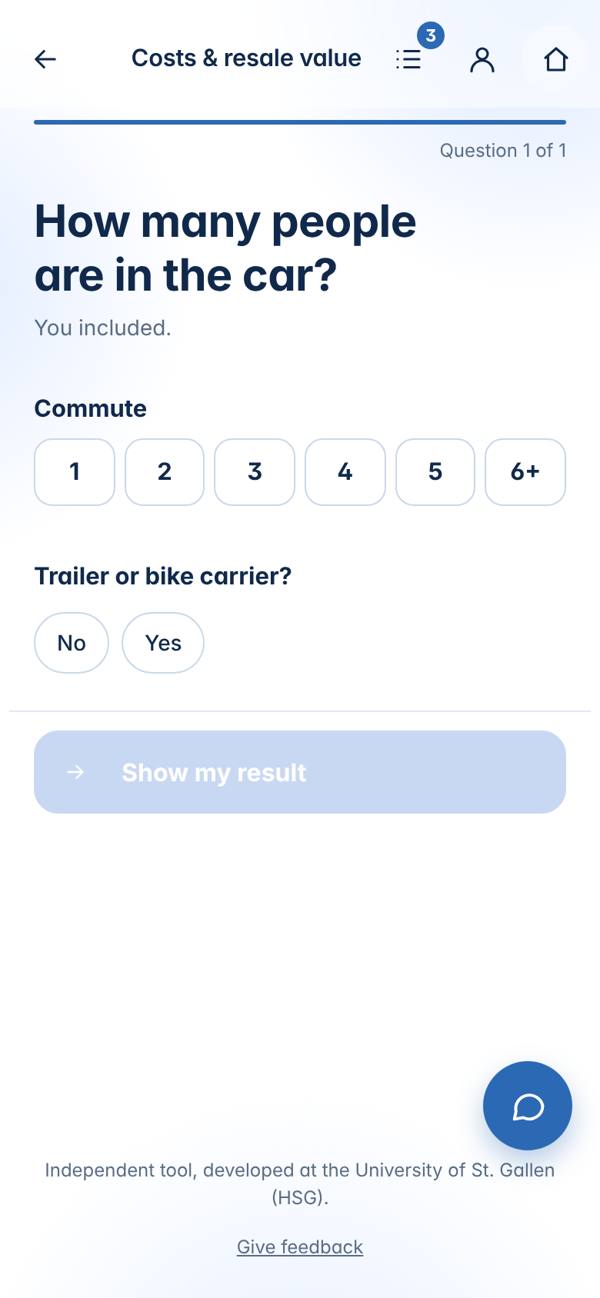 Costs & resale value
3
Question 1 of 1
How many people
are in the car?
You included.
Commute
1 2 3 4 5 6+
Trailer or bike carrier?
No Yes
Show my result
Independent tool, developed at the University of St. Gallen
(HSG).
Give feedback